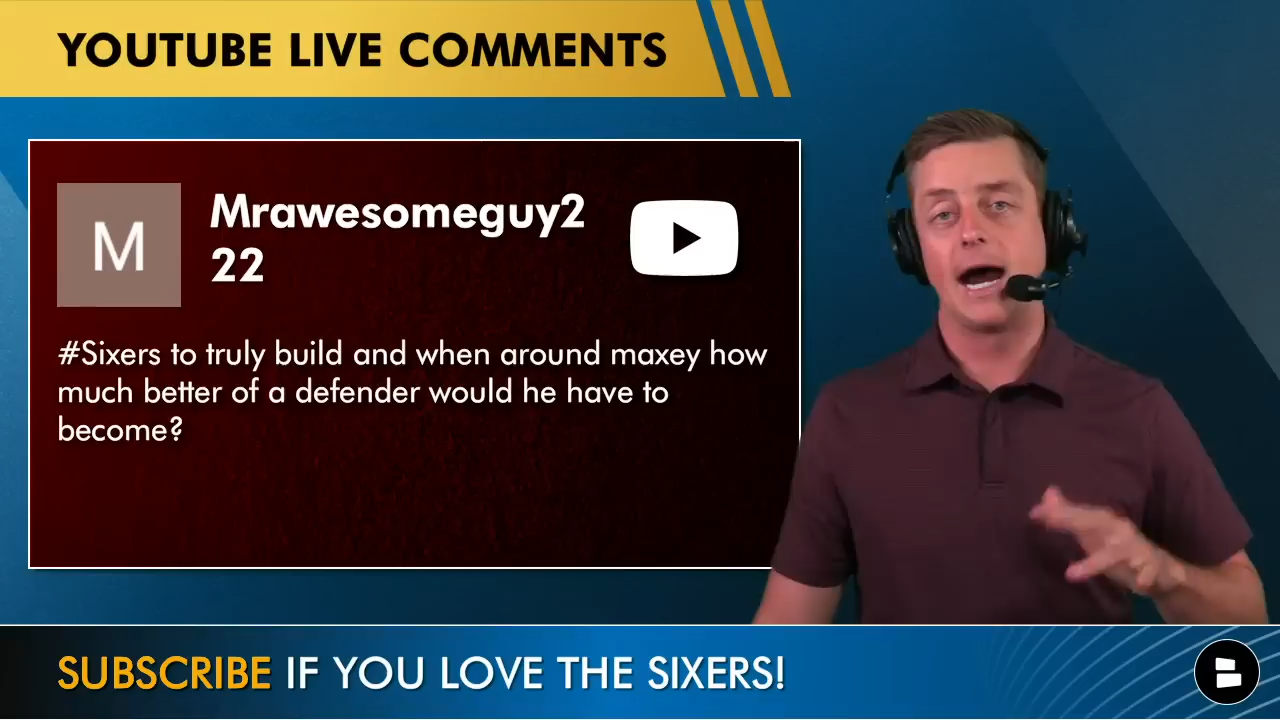 YOUTUBE LIVE COMMENTS
M
Mrawesomeguy2
22
#Sixers to truly build and when around maxey how
much better of a defender would he have to
become?
SUBSCRIBE IF YOU LOVE THE SIXERS!